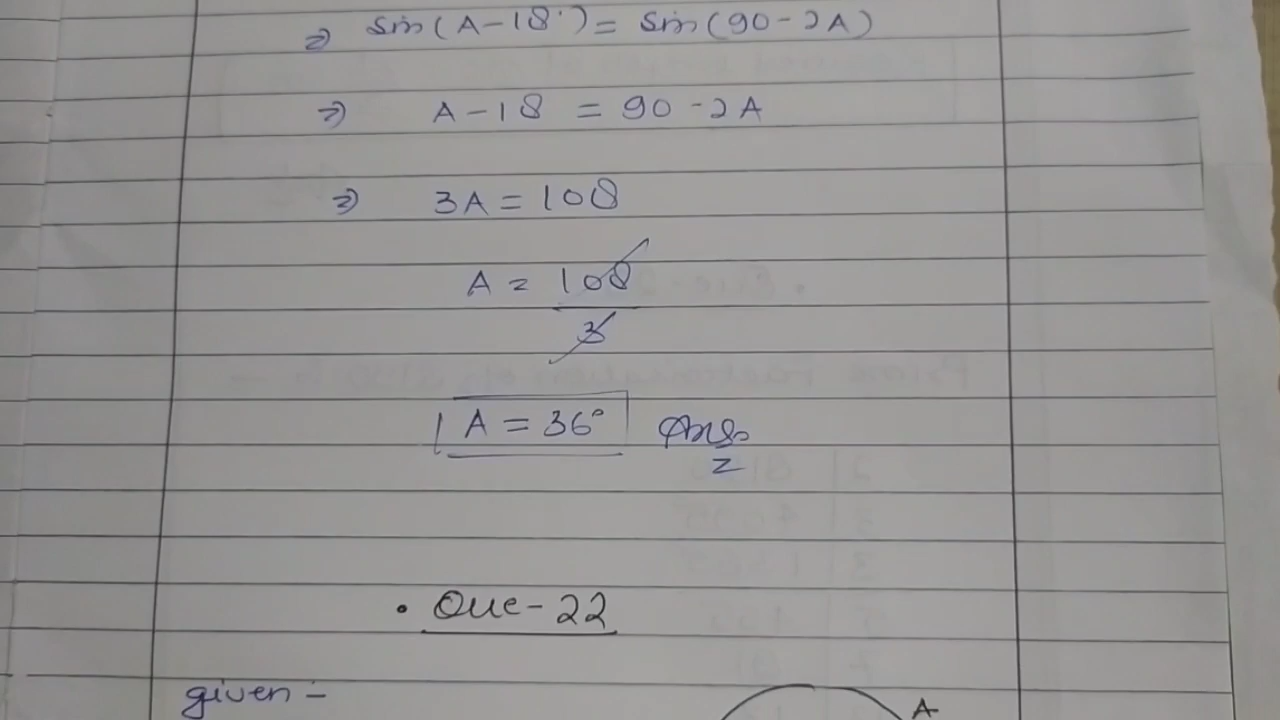 ⇒ sin(A-18°) = sin(90-2A)
⇒ A-18 = 90-2A
⇒ 3A = 108
A = 108
3
A = 36° Ans
• Que-22
given -
A